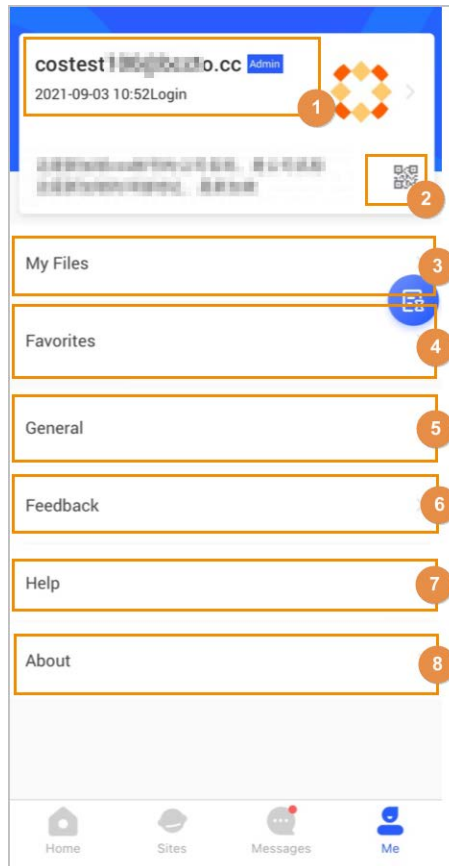 costest o.cc Admin
2021-09-03 10:52Login
1
2
My Files
3
Favorites
4
General
5
Feedback
6
Help
7
About
8
Home Sites Messages Me